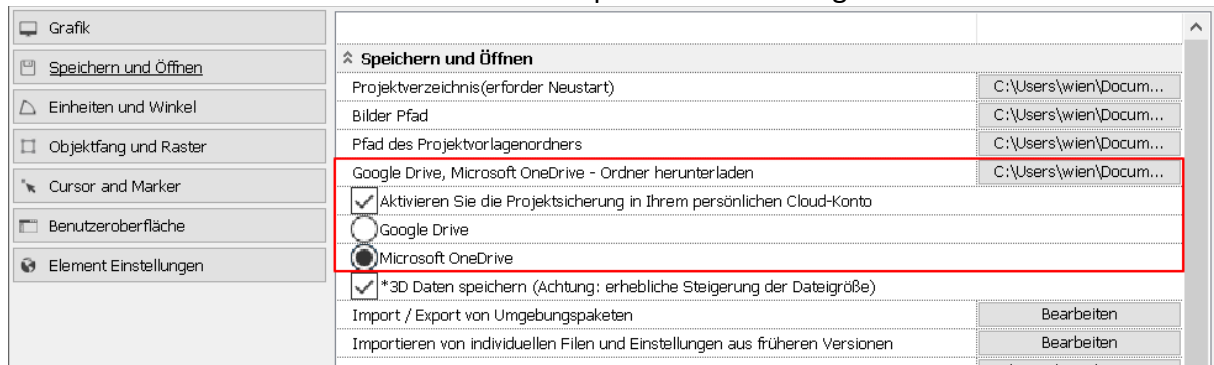 Grafik
Speichern und Öffnen
Einheiten und Winkel
Objektfang und Raster
Cursor and Marker
Benutzeroberfläche
Element Einstellungen
Speichern und Öffnen
Projektverzeichnis(erforder Neustart) C:\Users\wien\Docum...
Bilder Pfad C:\Users\wien\Docum...
Pfad des Projektvorlagenordners C:\Users\wien\Docum...
Google Drive, Microsoft OneDrive - Ordner herunterladen C:\Users\wien\Docum...
Aktivieren Sie die Projektsicherung in Ihrem persönlichen Cloud-Konto
Google Drive
Microsoft OneDrive
*3D Daten speichern (Achtung: erhebliche Steigerung der Dateigröße)
Import / Export von Umgebungspaketen Bearbeiten
Importieren von individuellen Filen und Einstellungen aus früheren Versionen Bearbeiten